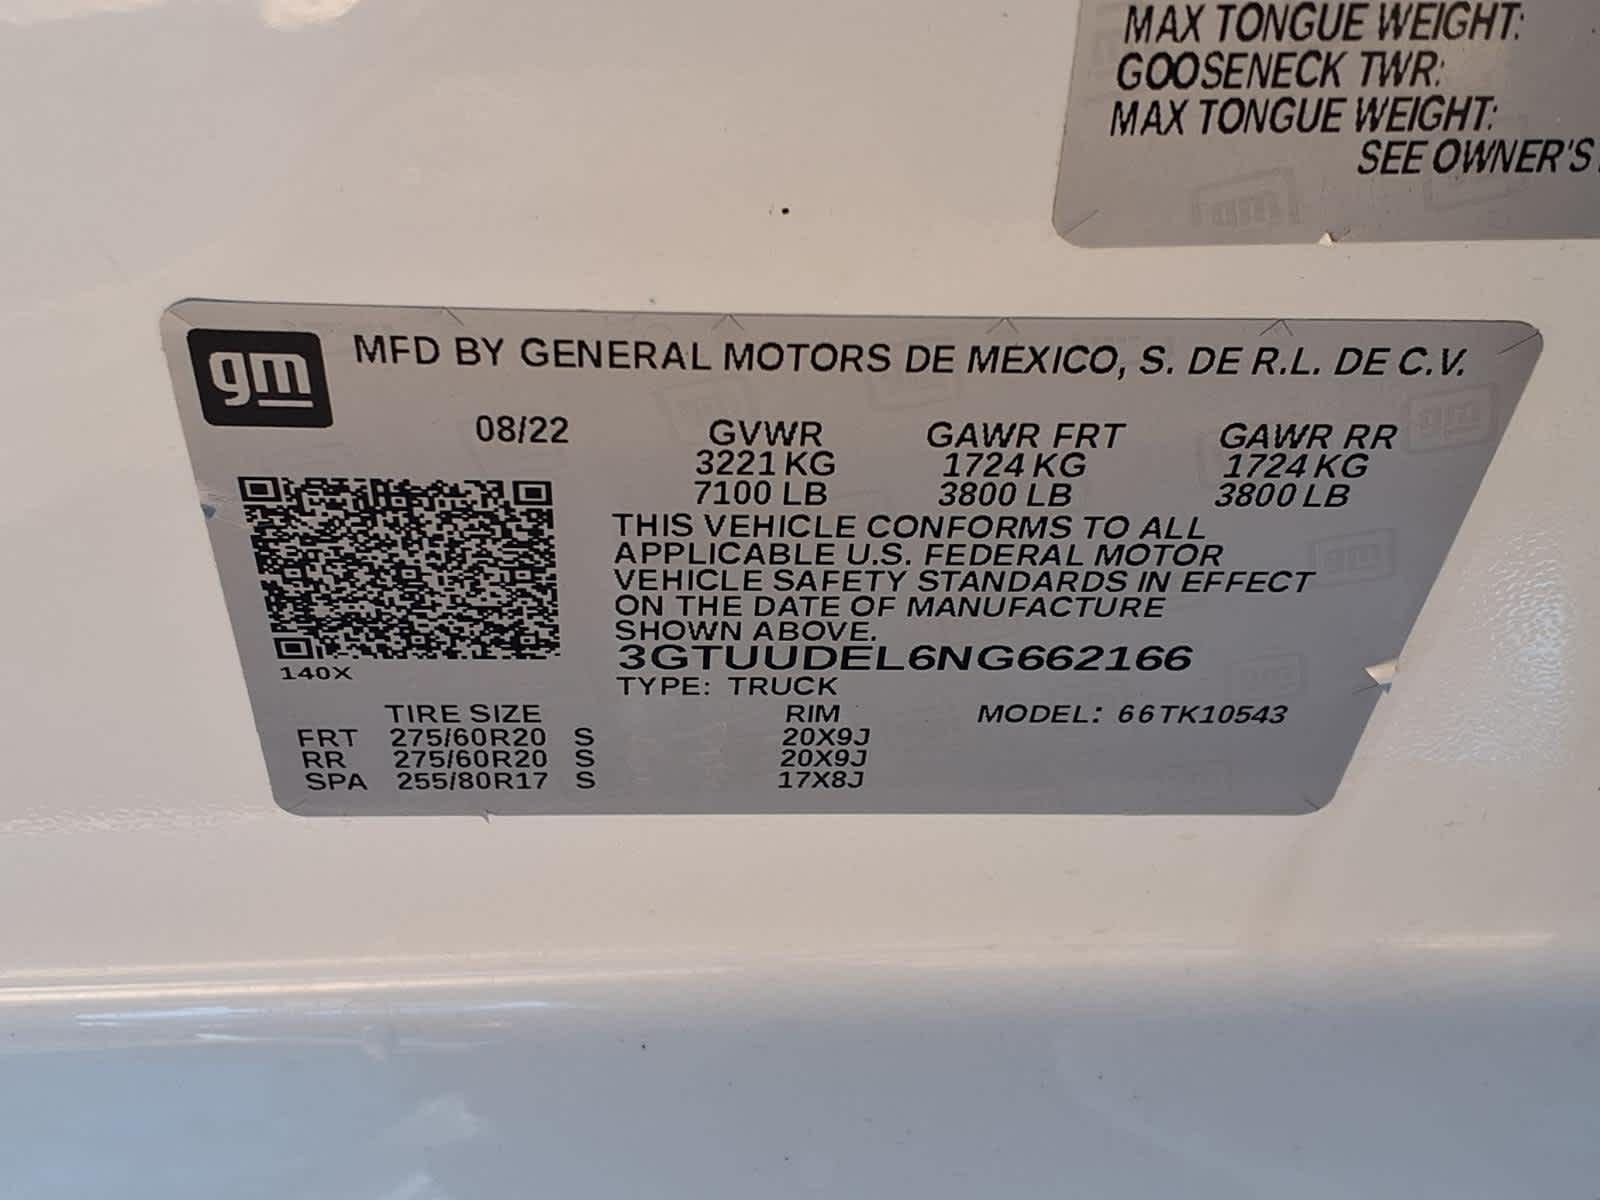 MAX TONGUE WEIGHT:
GOOSENECK TWR:
MAX TONGUE WEIGHT:
SEE OWNER'S
gm
MFD BY GENERAL MOTORS DE MEXICO, S. DE R.L. DE C.V.
08/22 GVWR GAWR FRT GAWR RR
3221 KG 1724 KG 1724 KG
7100 LB 3800 LB 3800 LB
THIS VEHICLE CONFORMS TO ALL
APPLICABLE U.S. FEDERAL MOTOR
VEHICLE SAFETY STANDARDS IN EFFECT
ON THE DATE OF MANUFACTURE
SHOWN ABOVE.
3GTUUDEL6NG662166
140X
TYPE: TRUCK
TIRE SIZE RIM MODEL: 66TK10543
FRT 275/60R20 S 20X9J
RR 275/60R20 S 20X9J
SPA 255/80R17 S 17X8J